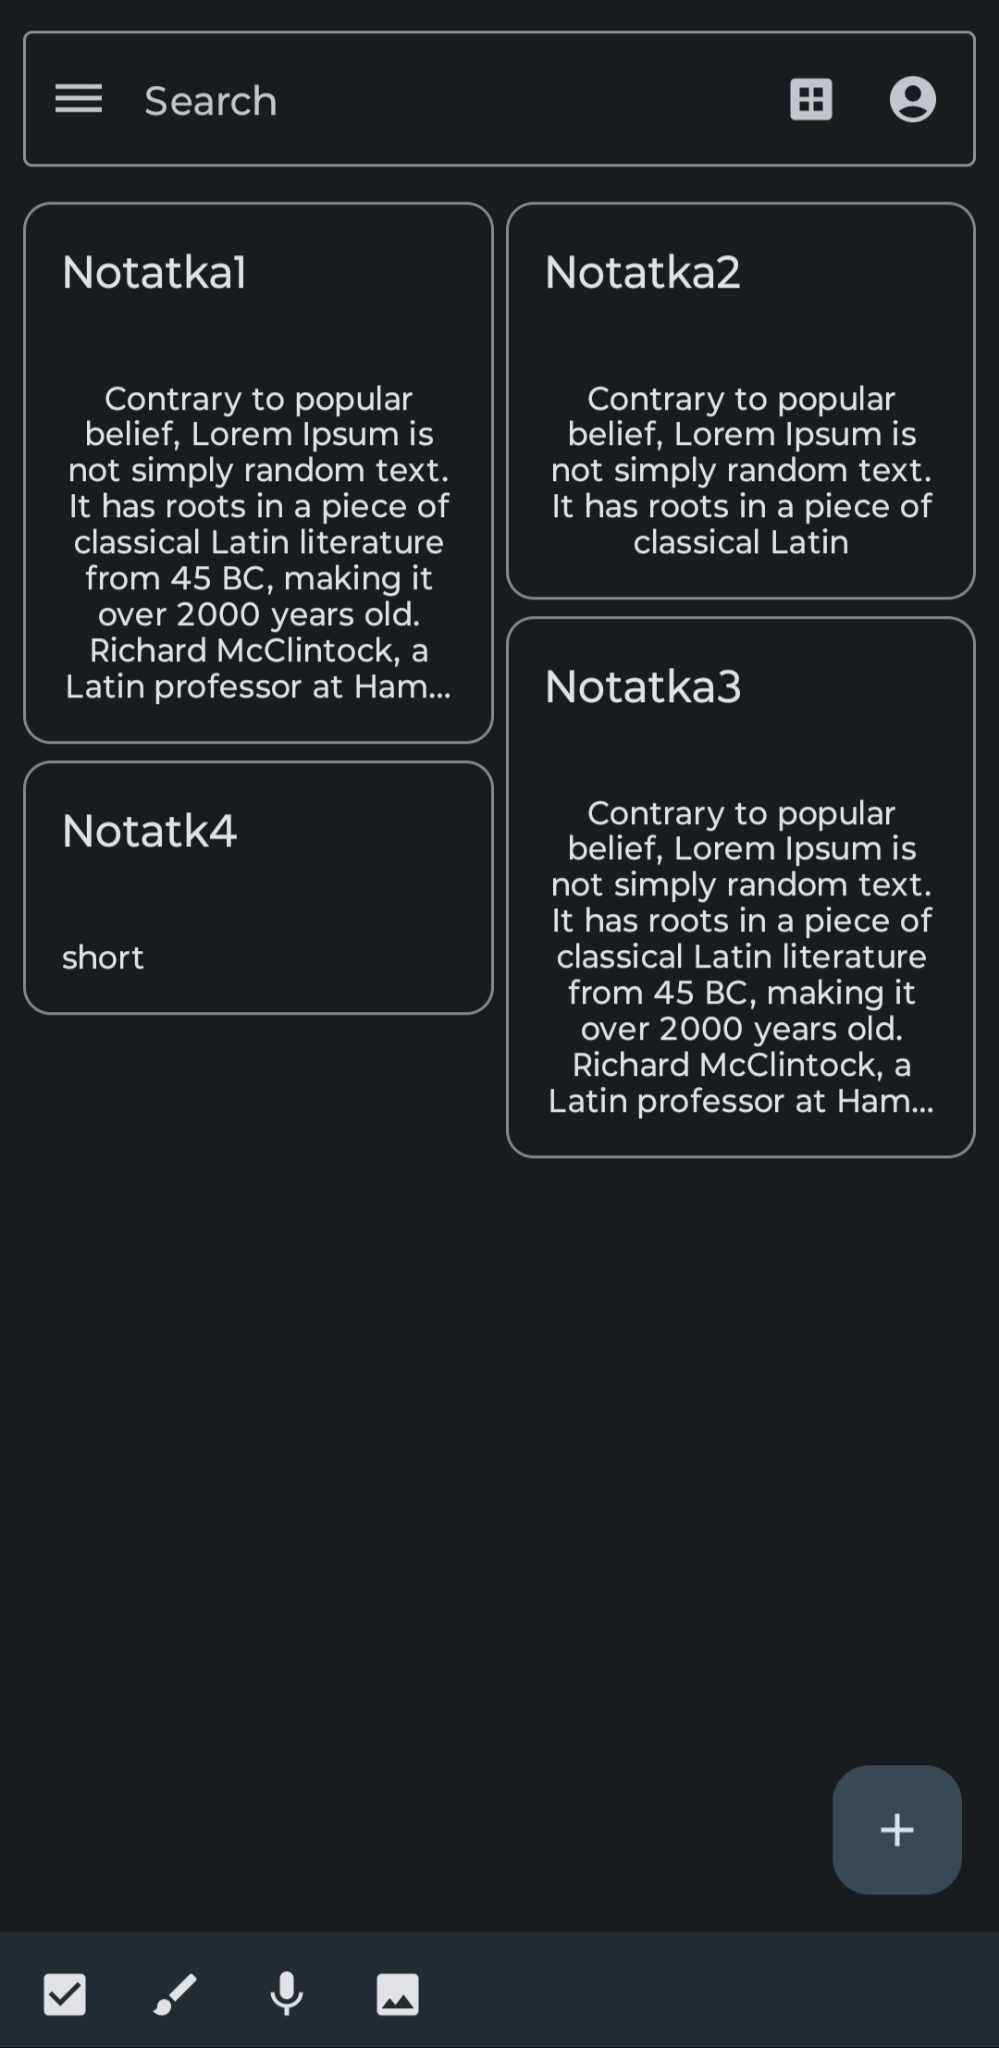 Search
Notatka1
Contrary to popular
belief, Lorem Ipsum is
not simply random text.
It has roots in a piece of
classical Latin literature
from 45 BC, making it
over 2000 years old.
Richard McClintock, a
Latin professor at Ham...
Notatka2
Contrary to popular
belief, Lorem Ipsum is
not simply random text.
It has roots in a piece of
classical Latin
Notatka3
Contrary to popular
belief, Lorem Ipsum is
not simply random text.
It has roots in a piece of
classical Latin literature
from 45 BC, making it
over 2000 years old.
Richard McClintock, a
Latin professor at Ham...
Notatk4
short